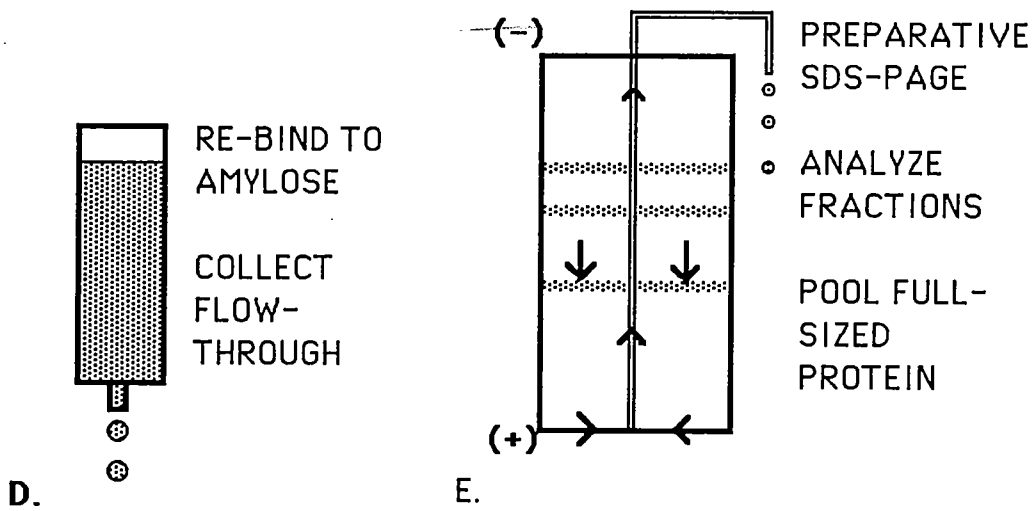 RE-BIND TO
AMYLOSE
COLLECT
FLOW-
THROUGH
D.
(-)
(+)
PREPARATIVE
SDS-PAGE
ANALYZE
FRACTIONS
POOL FULL-
SIZED
PROTEIN
E.